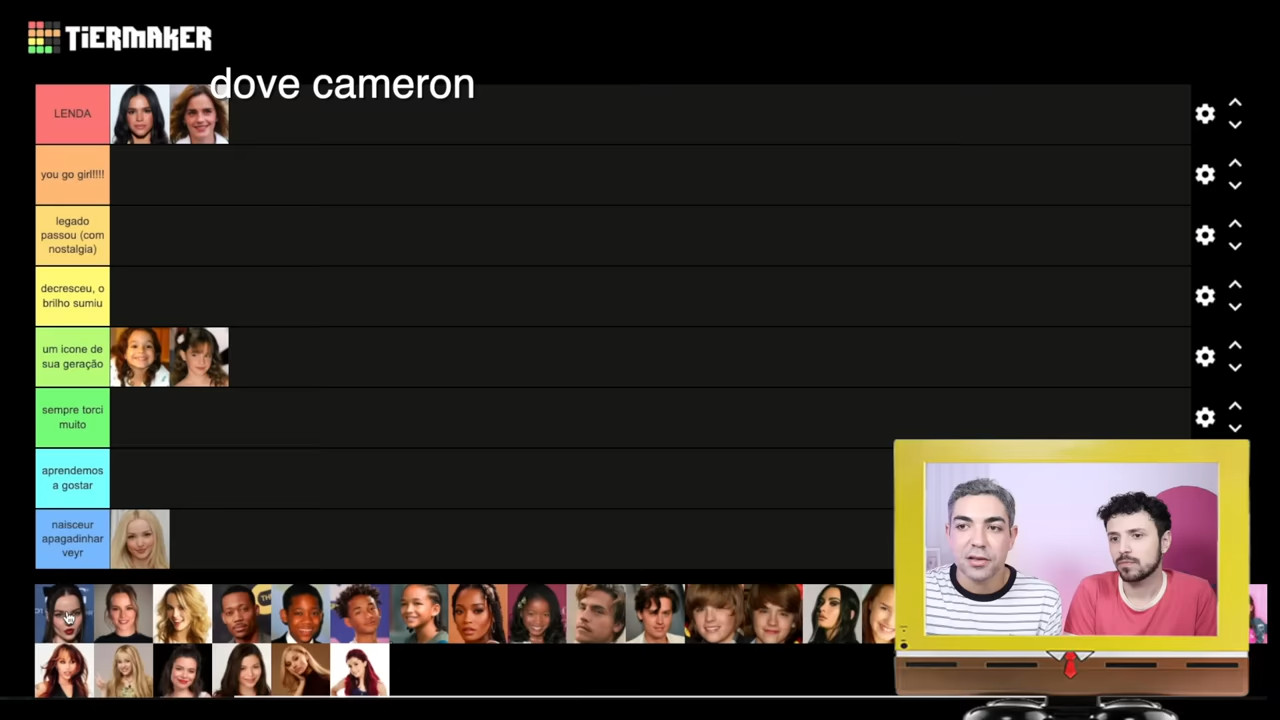 TiERMAKER
dove cameron
LENDA
you go girl!!!!
legado
passou (com
nostalgia)
decresceu, o
brilho sumiu
um icone de
sua geração
sempre torci
muito
aprendemos
a gostar
naisceur
apagadinhar
veyr